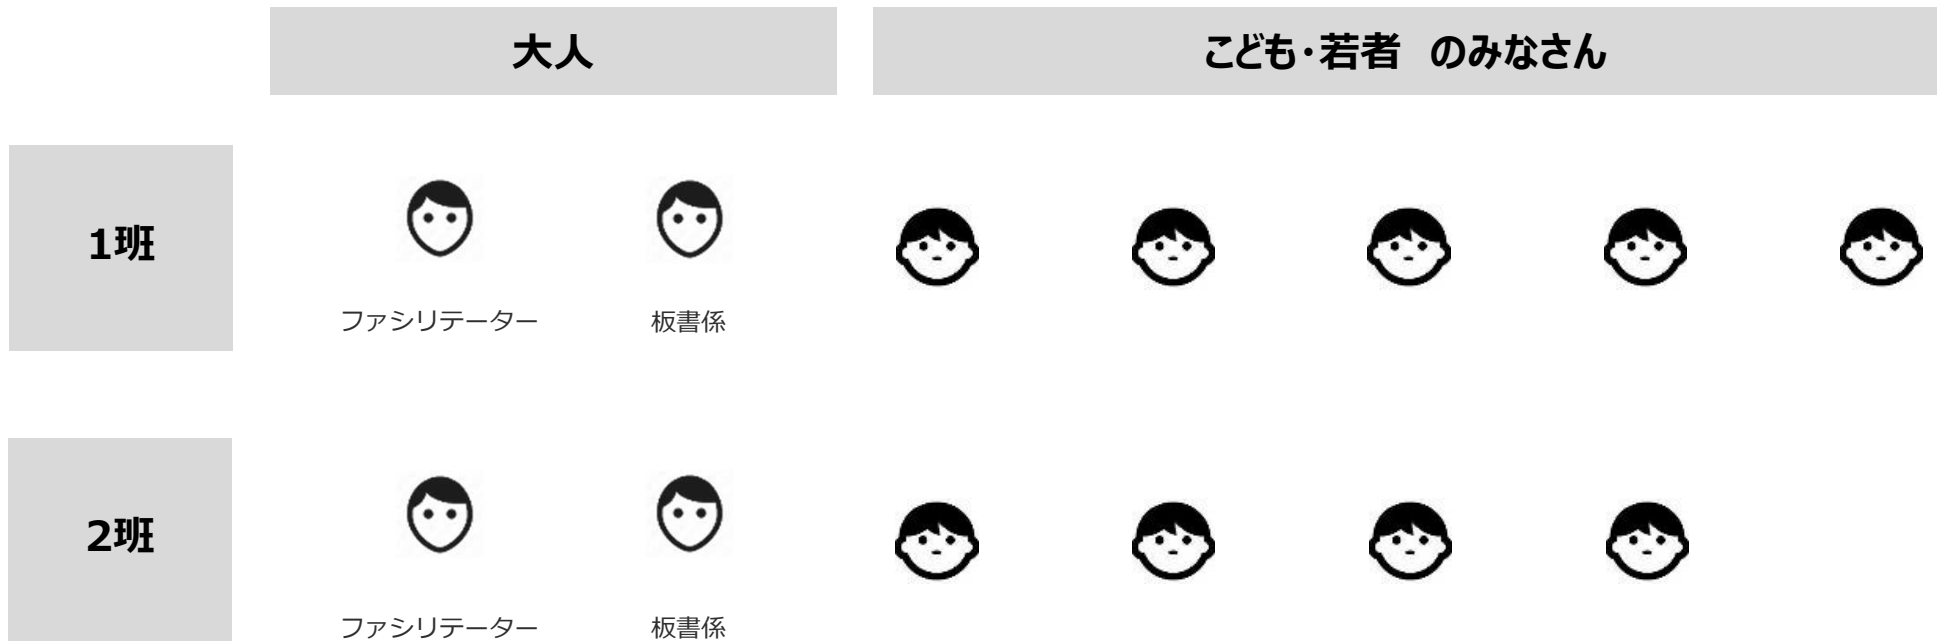 大人
こども・若者　のみなさん
1班
ファシリテーター
板書係
2班
ファシリテーター
板書係